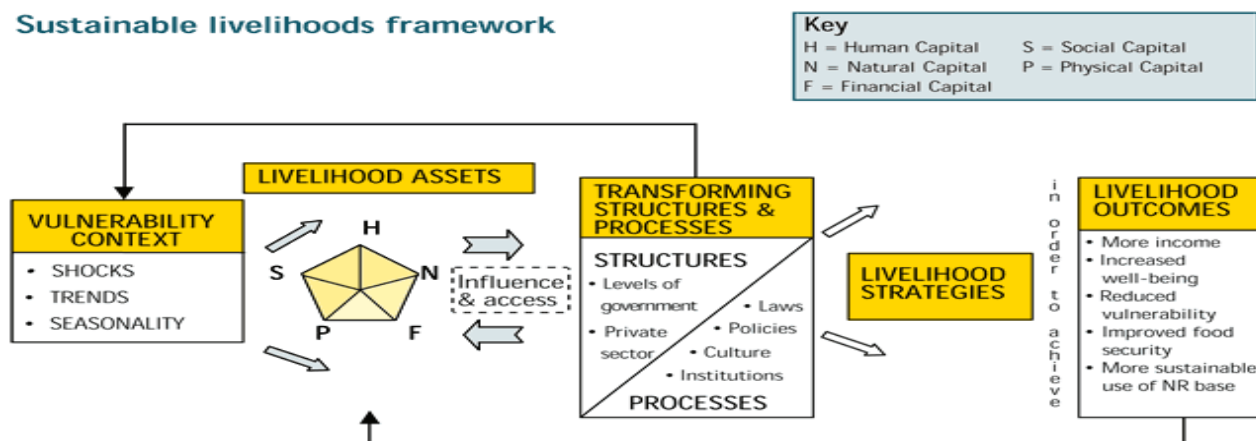 Sustainable livelihoods framework
Key
H = Human Capital S = Social Capital
N = Natural Capital P = Physical Capital
F = Financial Capital
VULNERABILITY
CONTEXT
• SHOCKS
• TRENDS
• SEASONALITY
LIVELIHOOD ASSETS
H
S
N
P
F
Influence
& access
TRANSFORMING
STRUCTURES &
PROCESSES
STRUCTURES
• Levels of
government
• Private
sector
• Laws
• Policies
• Culture
• Institutions
PROCESSES
LIVELIHOOD
STRATEGIES
in order to achieve
LIVELIHOOD
OUTCOMES
• More income
• Increased
well-being
• Reduced
vulnerability
• Improved food
security
• More sustainable
use of NR base